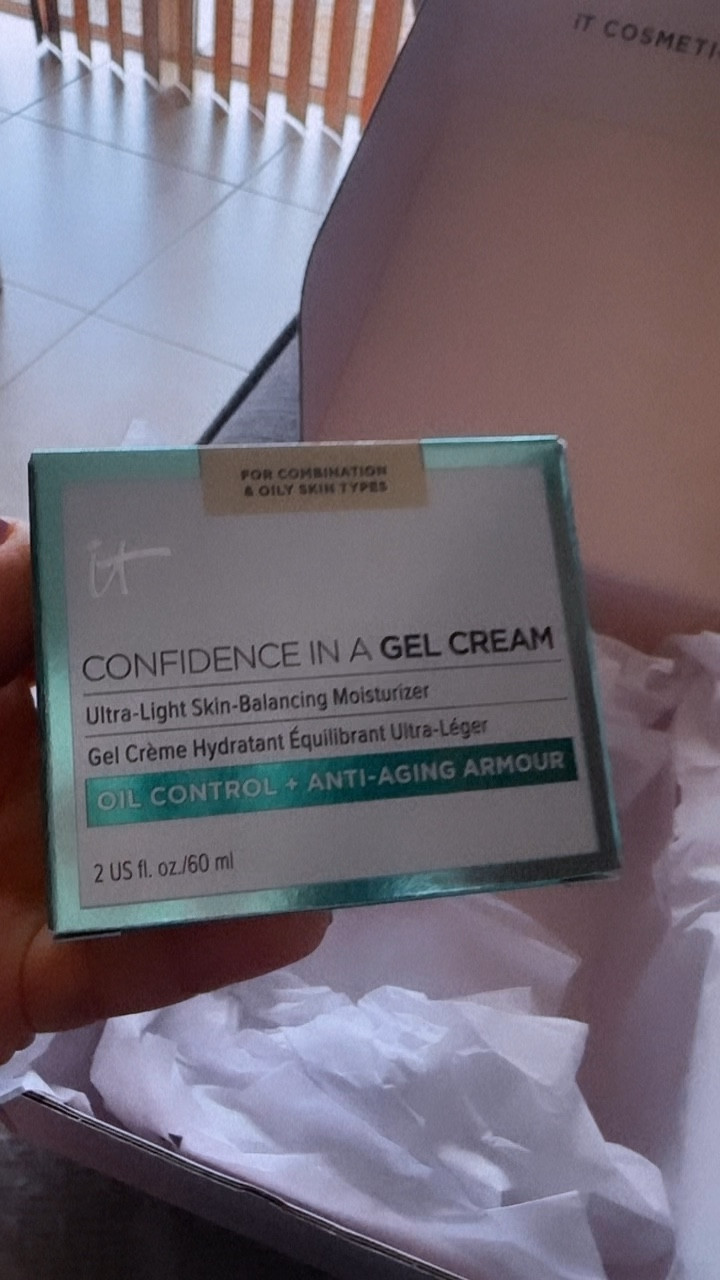 iT COSMETI
FOR COMBINATION
& OILY SKIN TYPES
it
CONFIDENCE IN A GEL CREAM
Ultra-Light Skin-Balancing Moisturizer
Gel Crème Hydratant Équilibrant Ultra-Léger
OIL CONTROL + ANTI-AGING ARMOUR
2 US fl. oz./60 ml